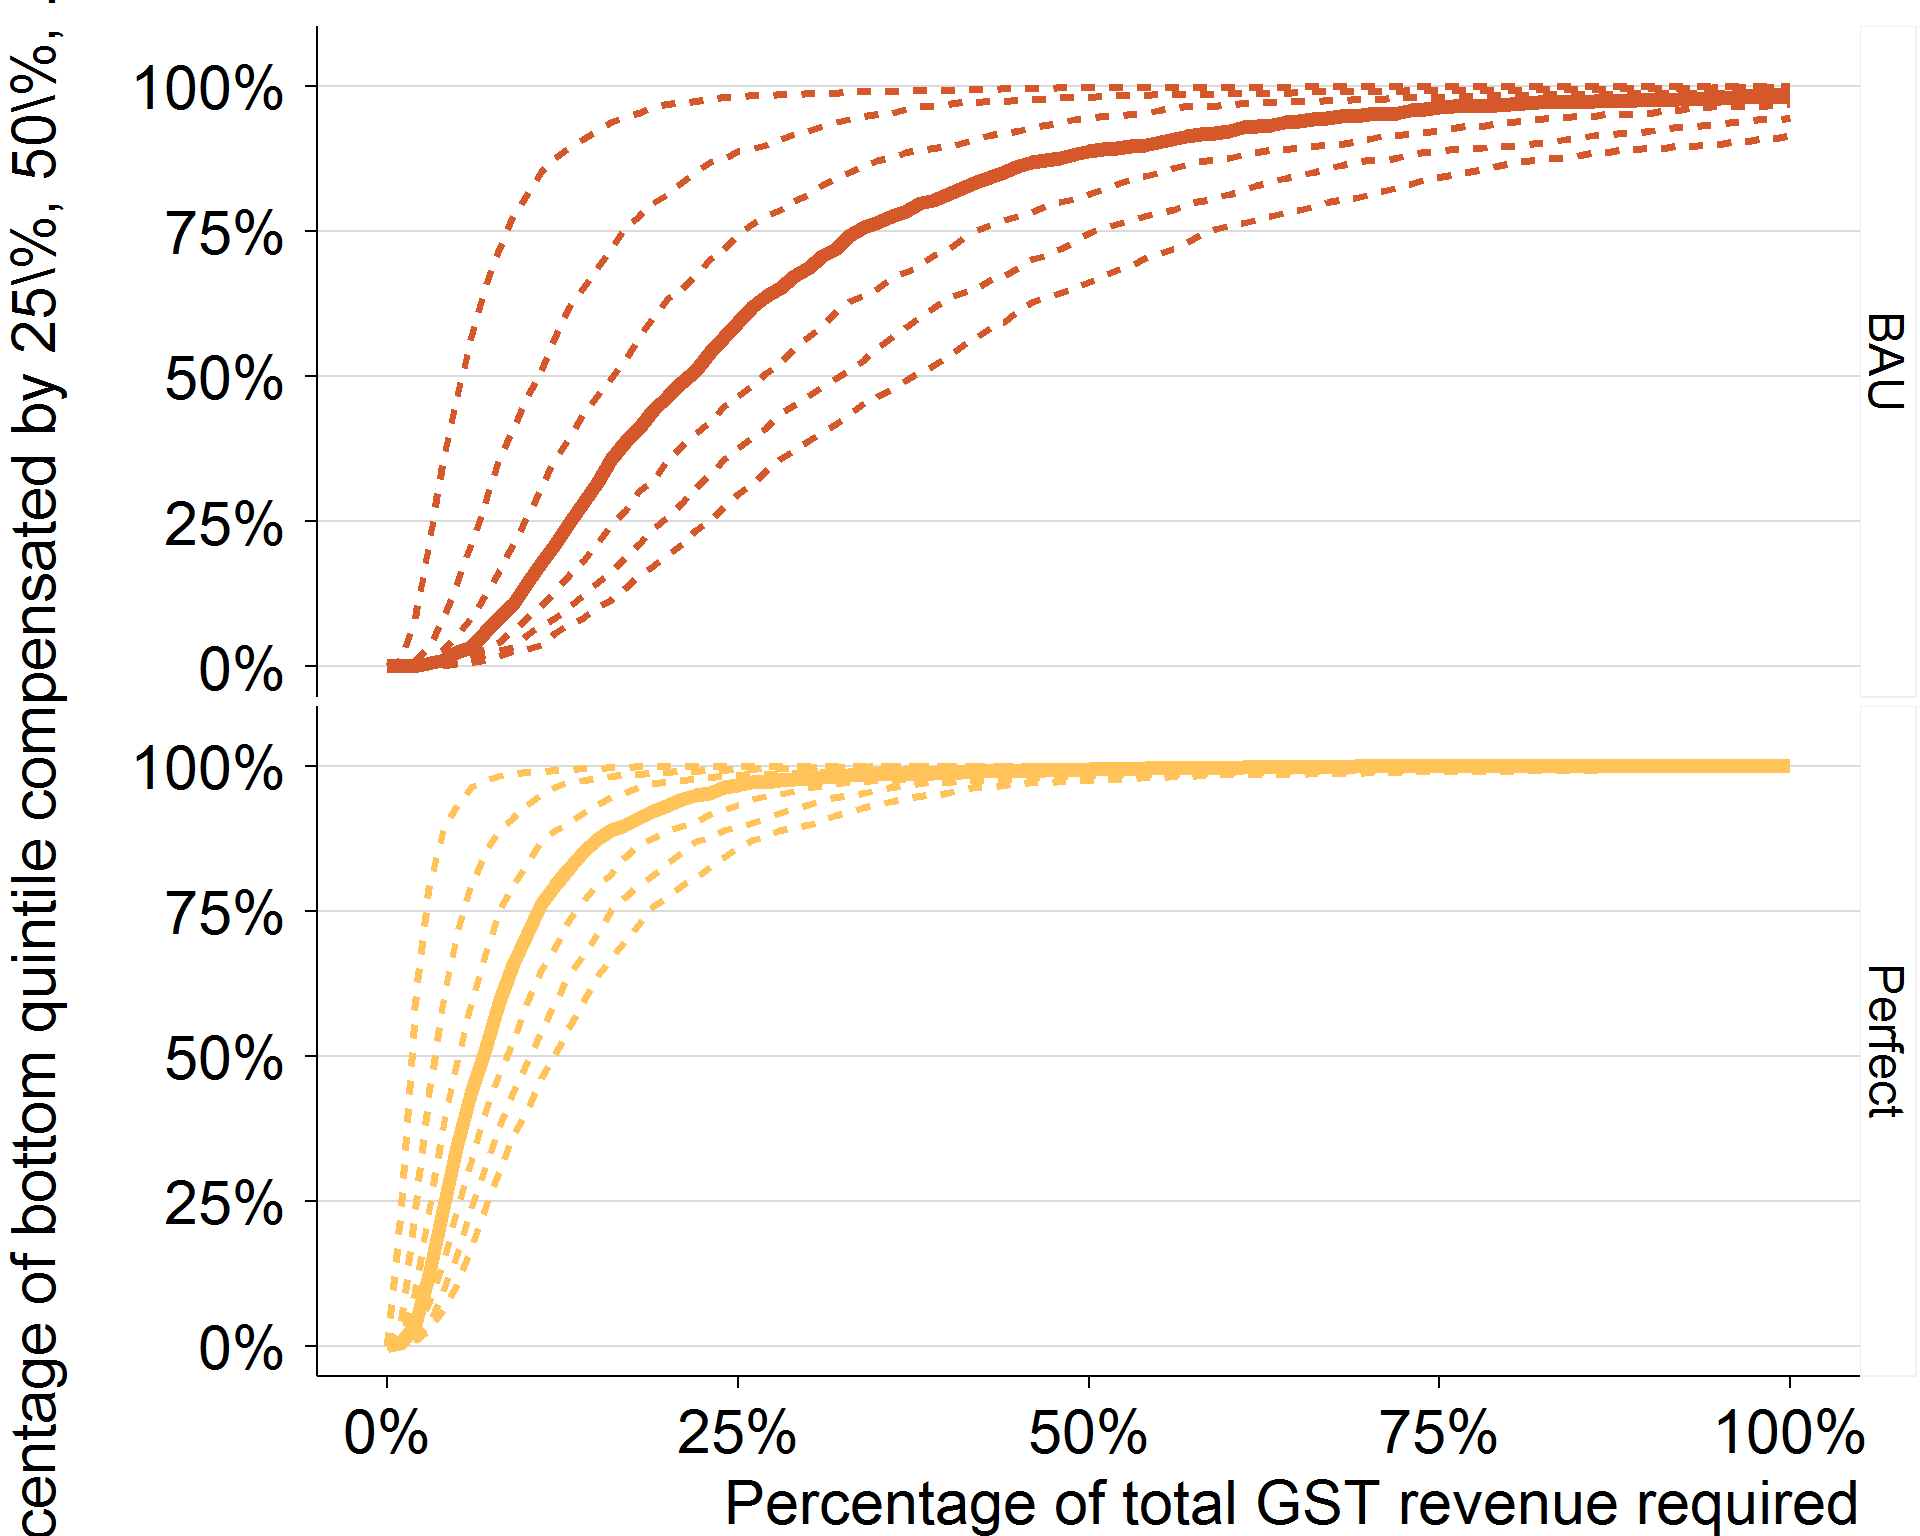 centage of bottom quintile compensated by 25\%, 50\%,
100%
75%
50%
25%
0%
BAU
100%
75%
50%
25%
0%
Perfect
0% 25% 50% 75% 100%
Percentage of total GST revenue required